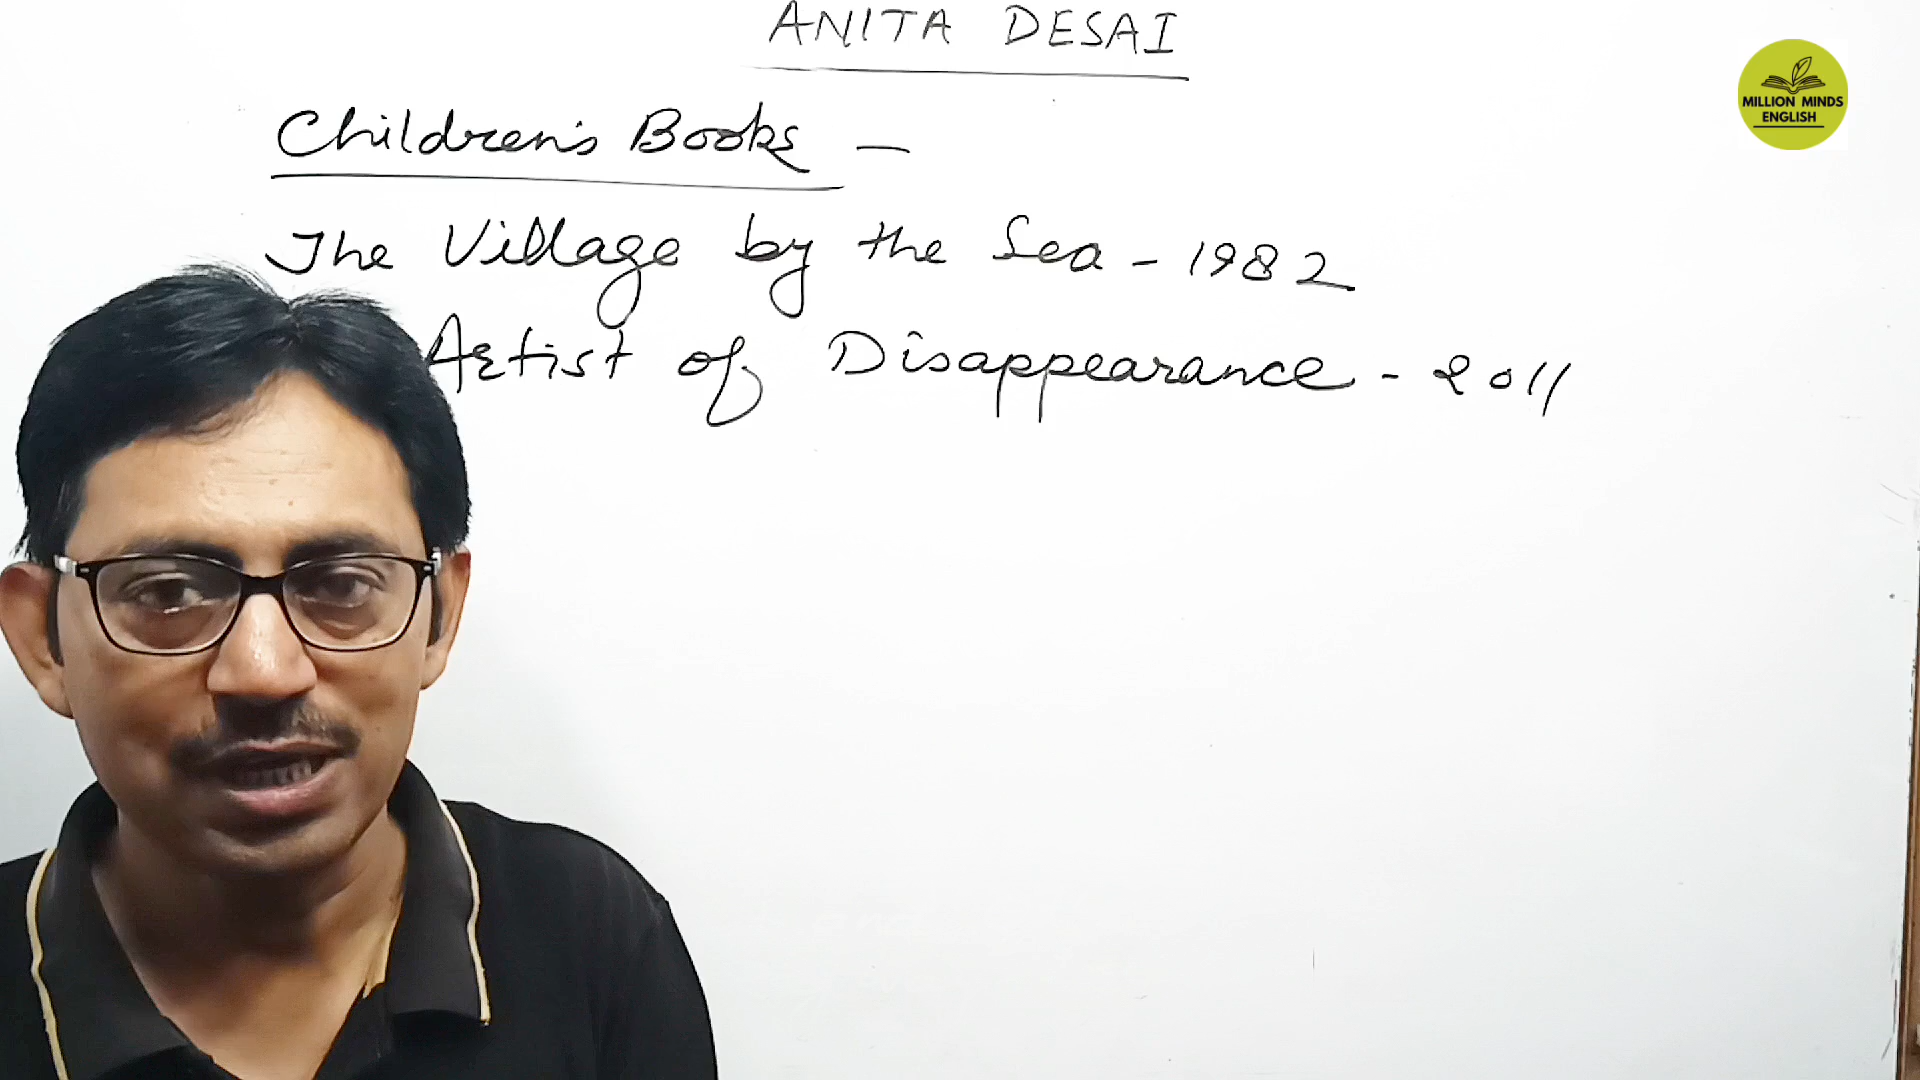 ANITA DESAI
Children's Books —
The Village by the Sea - 1982
Artist of Disappearance - 2011
MILLION MINDS
ENGLISH